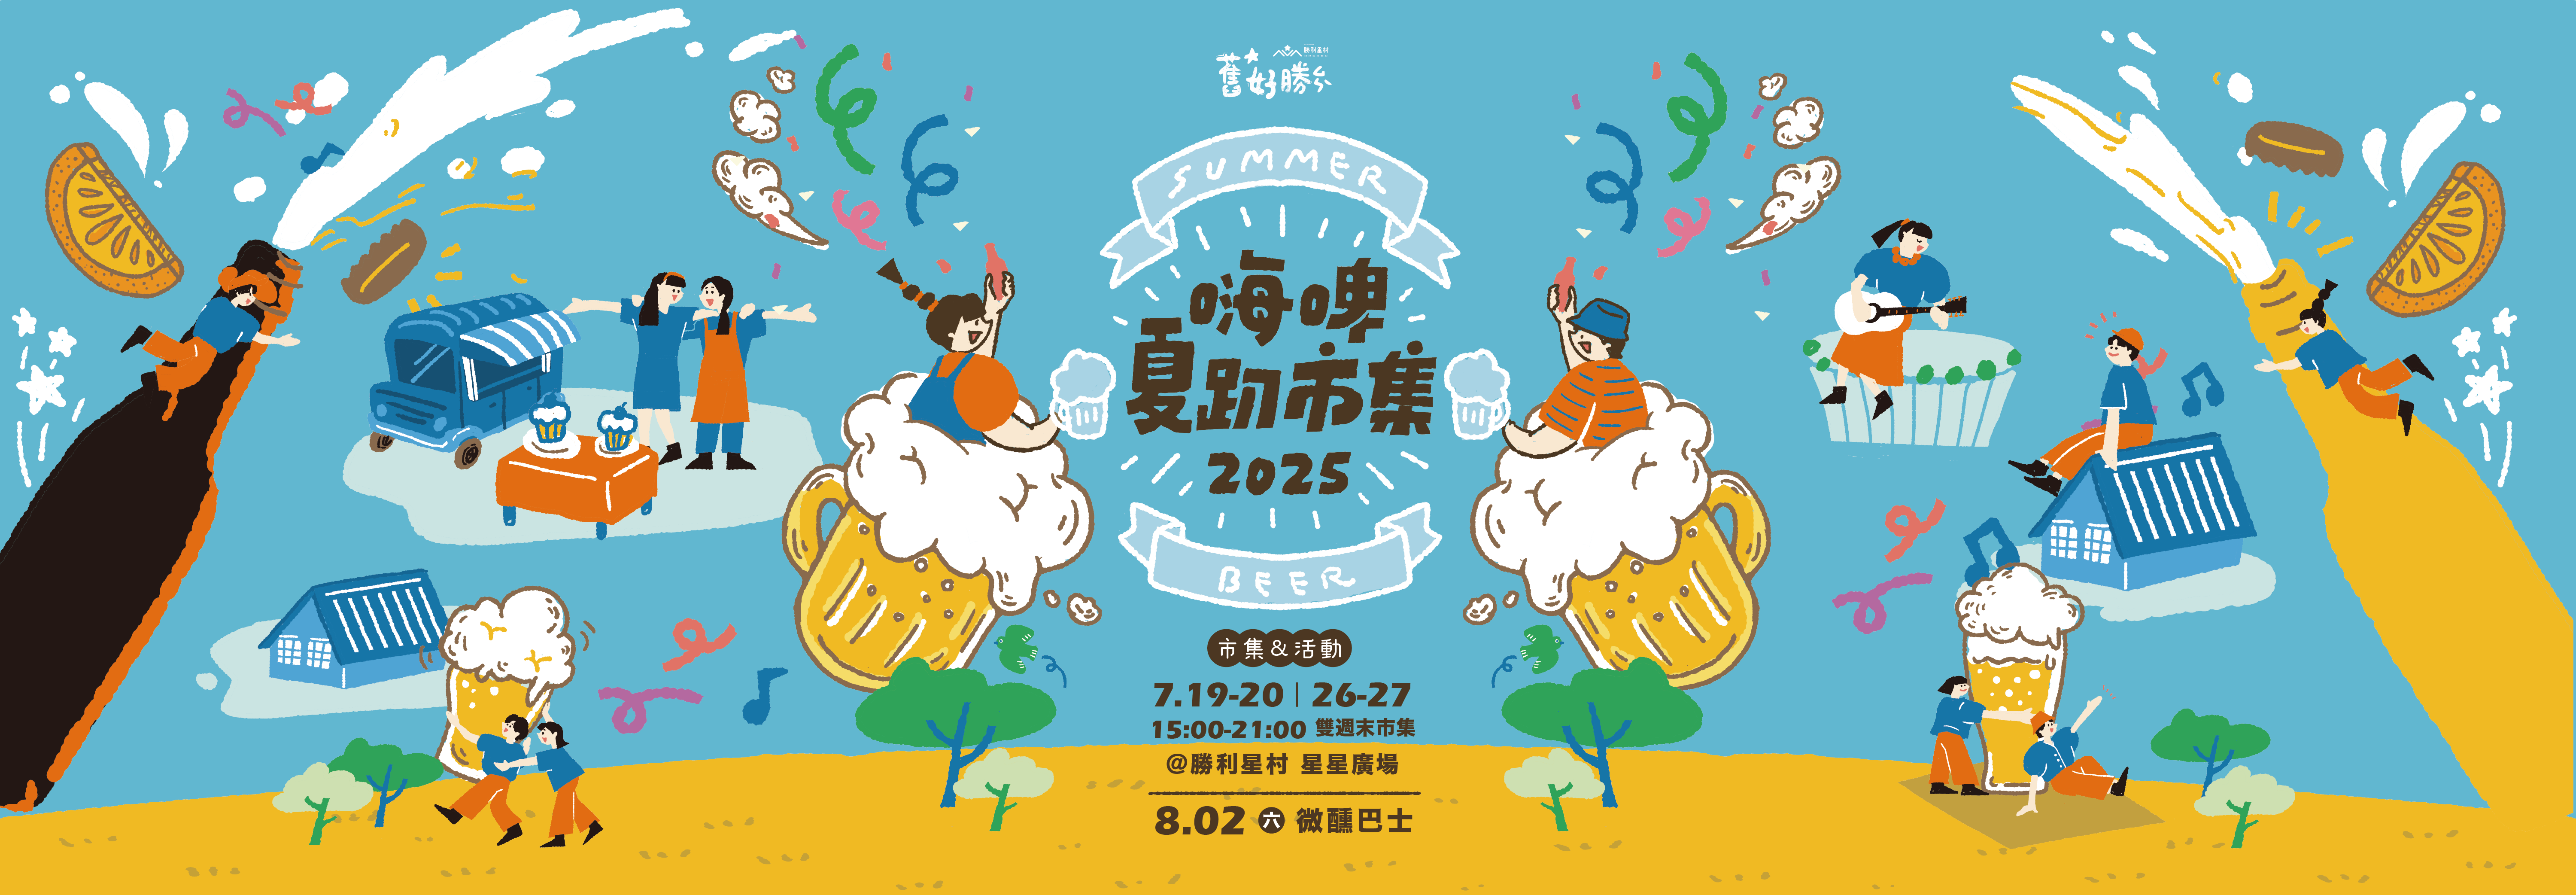 勝利星村
舊好勝鄉
SUMMER
嗨啤
夏趴市集
2025
BEER
市集&活動
7.19-20 | 26-27
15:00-21:00 雙週末市集
@勝利星村 星星廣場
8.02 六 微醺巴士